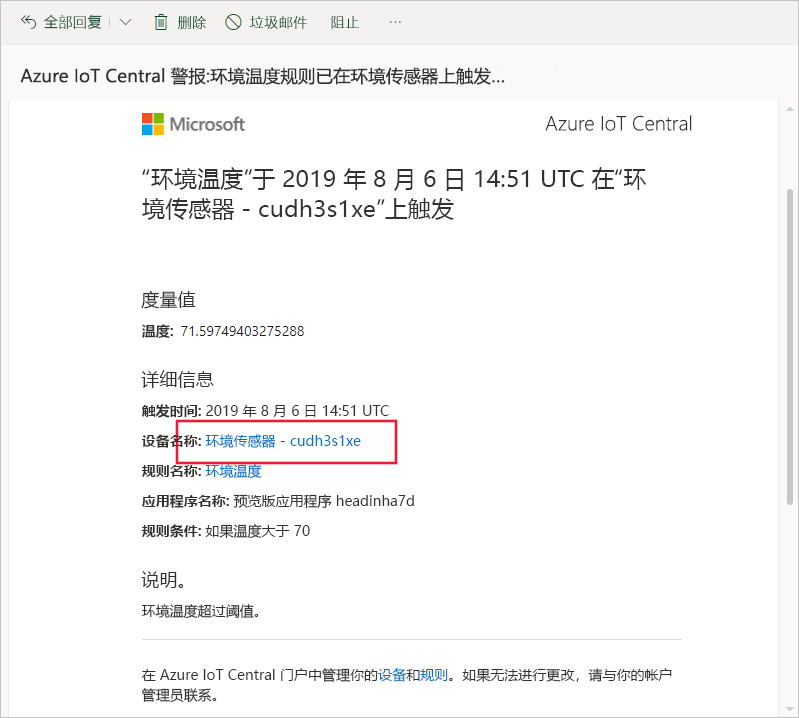 全部回复 删除 垃圾邮件 阻止 ···
Azure IoT Central 警报:环境温度规则已在环境传感器上触发...
Microsoft Azure IoT Central
“环境温度”于 2019 年 8 月 6 日 14:51 UTC 在“环
境传感器 - cudh3s1xe”上触发
度量值
温度: 71.59749403275288
详细信息
触发时间: 2019 年 8 月 6 日 14:51 UTC
设备名称: 环境传感器 - cudh3s1xe
规则名称: 环境温度
应用程序名称: 预览版应用程序 headinha7d
规则条件: 如果温度大于 70
说明。
环境温度超过阈值。
在 Azure IoT Central 门户中管理你的设备和规则。如果无法进行更改，请与你的帐户
管理员联系。